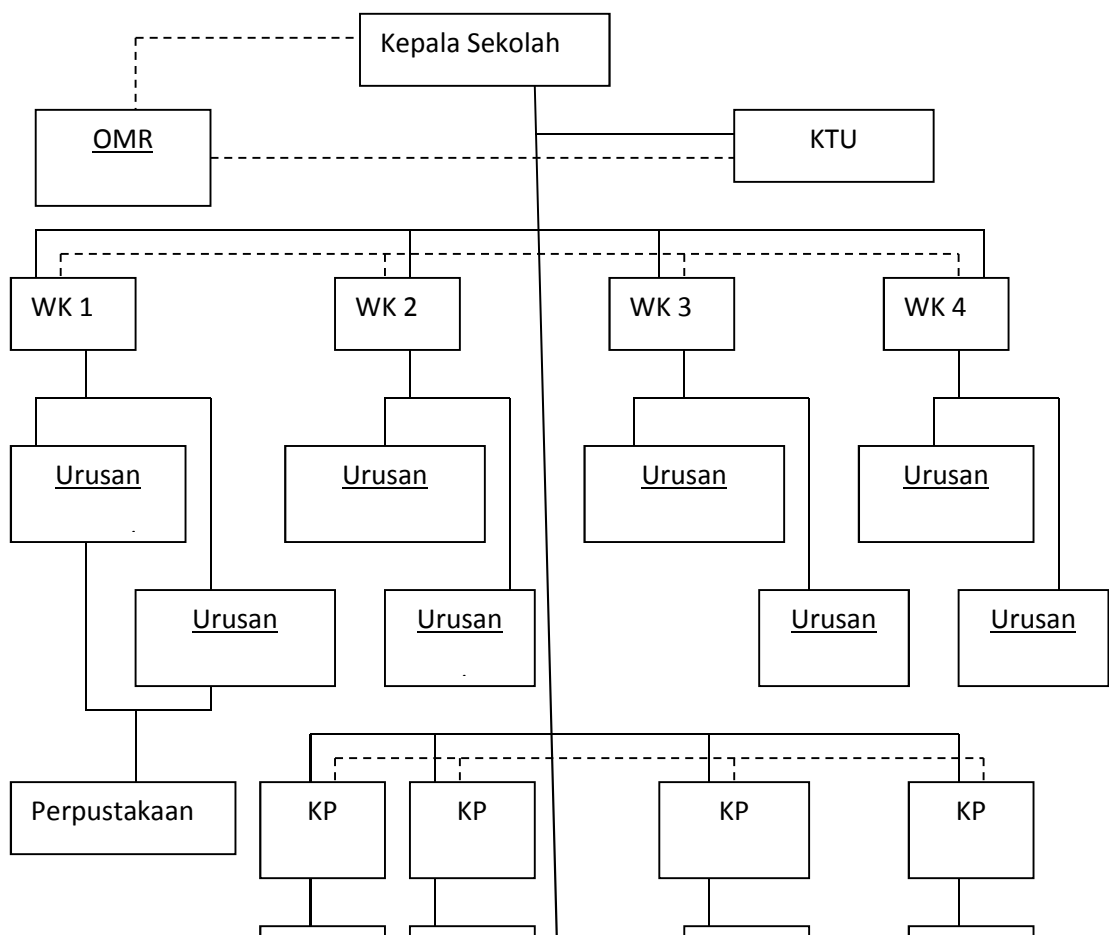 Kepala Sekolah
OMR
KTU
WK 1
WK 2
WK 3
WK 4
Urusan
Urusan
Urusan
Urusan
Urusan
Urusan
Urusan
Urusan
Perpustakaan
KP
KP
KP
KP